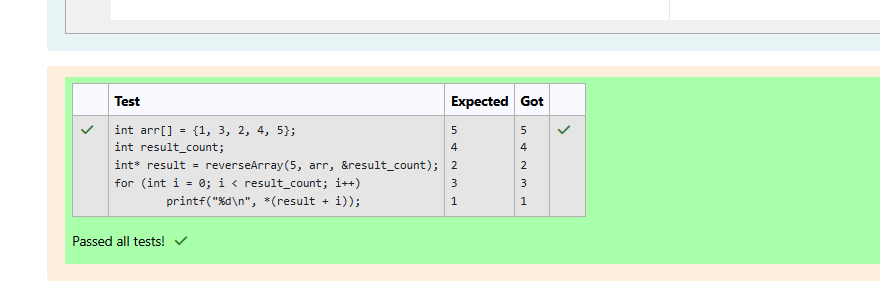 Test Expected Got
int arr[] = {1, 3, 2, 4, 5}; 5 5
int result_count; 4 4
int* result = reverseArray(5, arr, &result_count); 2 2
for (int i = 0; i < result_count; i++) 3 3
printf("%d\n", *(result + i)); 1 1
Passed all tests!